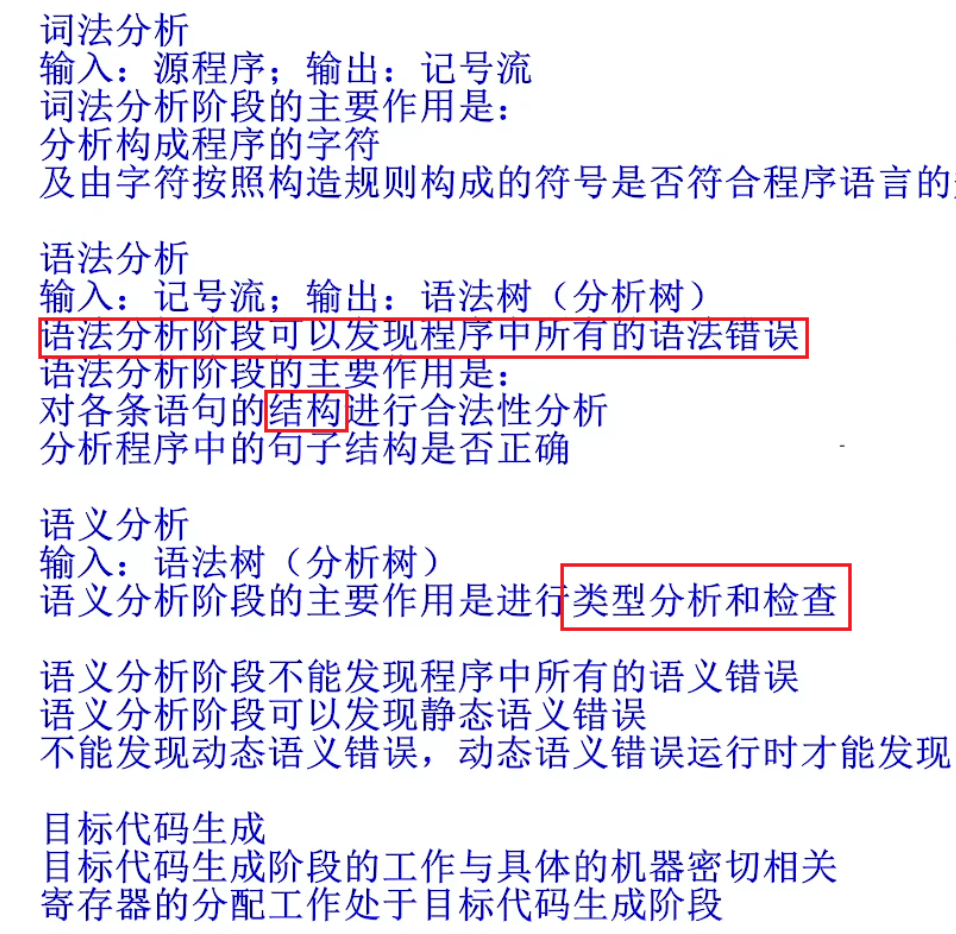 词法分析
输入：源程序；输出：记号流
词法分析阶段的主要作用是：
分析构成程序的字符
及由字符按照构造规则构成的符号是否符合程序语言的
语法分析
输入：记号流；输出：语法树（分析树）
语法分析阶段可以发现程序中所有的语法错误
语法分析阶段的主要作用是：
对各条语句的结构进行合法性分析
分析程序中的句子结构是否正确
语义分析
输入：语法树（分析树）
语义分析阶段的主要作用是进行类型分析和检查
语义分析阶段不能发现程序中所有的语义错误
语义分析阶段可以发现静态语义错误
不能发现动态语义错误，动态语义错误运行时才能发现
目标代码生成
目标代码生成阶段的工作与具体的机器密切相关
寄存器的分配工作处于目标代码生成阶段